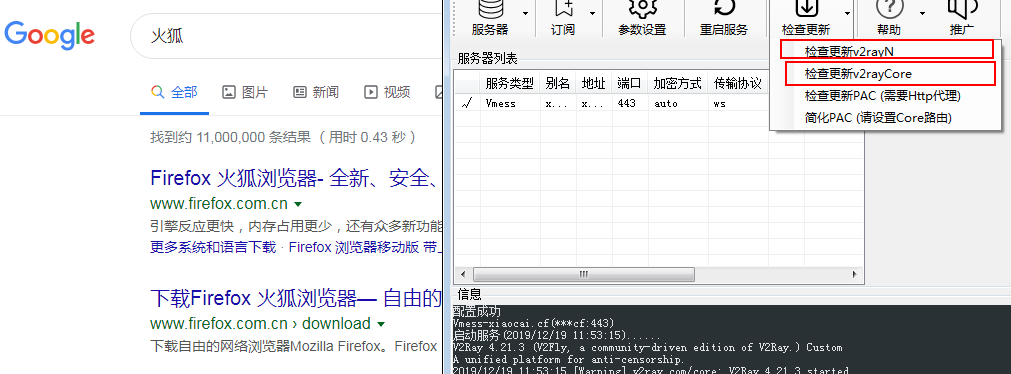 Google
火狐
全部 图片 新闻 视频
找到约 11,000,000 条结果 （用时 0.43 秒）
Firefox 火狐浏览器- 全新、安全、
www.firefox.com.cn
引擎反应更快，内存占用更少，还有众多新功能
更多系统和语言下载 · Firefox 浏览器移动版 带
下载Firefox 火狐浏览器— 自由的
www.firefox.com.cn › download
下载自由的网络浏览器Mozilla Firefox。Firefox
服务器 订阅 参数设置 重启服务 检查更新 帮助 推广
检查更新v2rayN
检查更新v2rayCore
检查更新PAC (需要Http代理)
简化PAC (请设置Core路由)
服务器列表
服务类型 别名 地址 端口 加密方式 传输协议
Vmess x... x... 443 auto ws
信息
配置成功
Vmess-xiaocai.cf(***cf:443)
启动服务(2019/12/19 11:53:15)......
V2Ray 4.21.3 (V2Fly, a community-driven edition of V2Ray.) Custom
A unified platform for anti-censorship.
2019/12/19 11:53:15 [Warning] v2ray.com/core: V2Ray 4.21.3 started